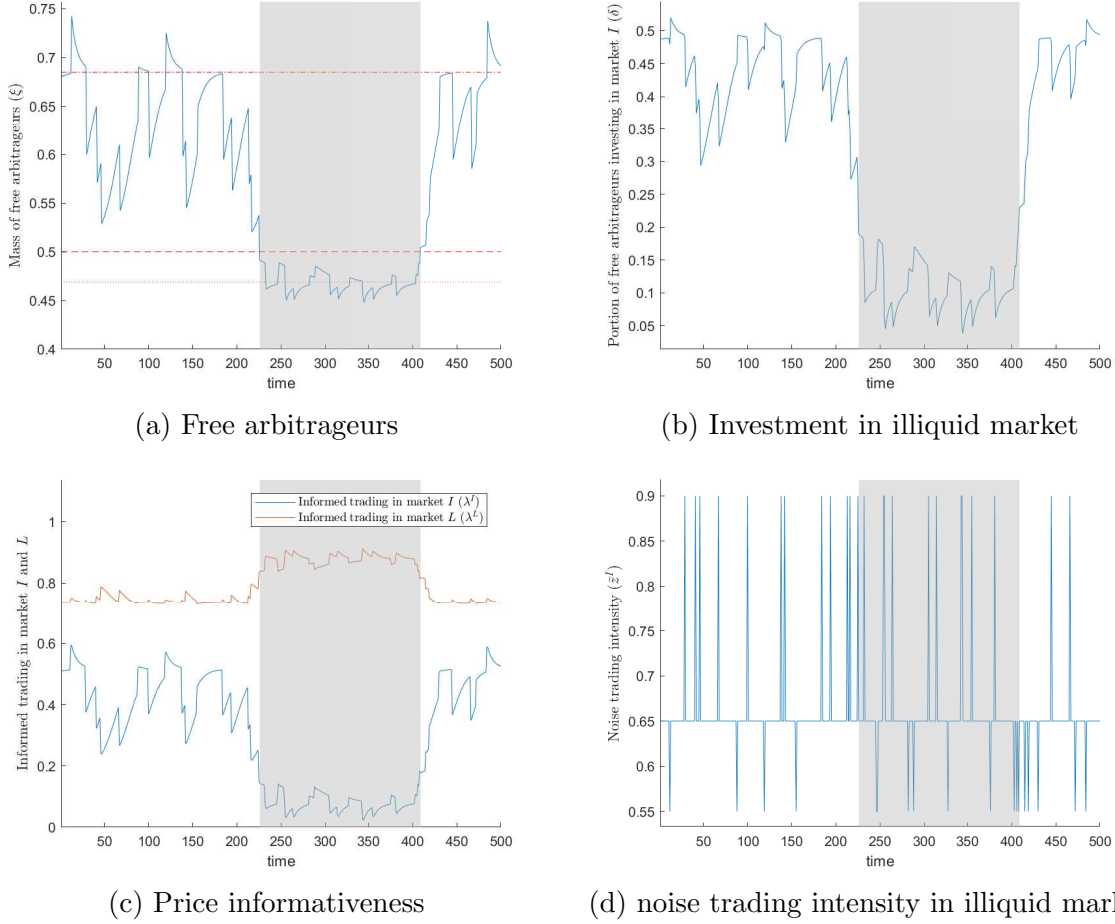 0.75
0.7
0.65
0.6
0.55
0.5
0.45
0.4
Mass of free arbitrageurs (ξ)
50 100 150 200 250 300 350 400 450 500
time
(a) Free arbitrageurs
0.5
0.45
0.4
0.35
0.3
0.25
0.2
0.15
0.1
0.05
Portion of free arbitrageurs investing in market I (δ)
50 100 150 200 250 300 350 400 450 500
time
(b) Investment in illiquid market
1
0.8
0.6
0.4
0.2
0
Informed trading in market I and L
Informed trading in market I (λ^I)
Informed trading in market L (λ^L)
50 100 150 200 250 300 350 400 450 500
time
(c) Price informativeness
0.9
0.85
0.8
0.75
0.7
0.65
0.6
0.55
Noise trading intensity (z̄^I)
50 100 150 200 250 300 350 400 450 500
time
(d) noise trading intensity in illiquid mar